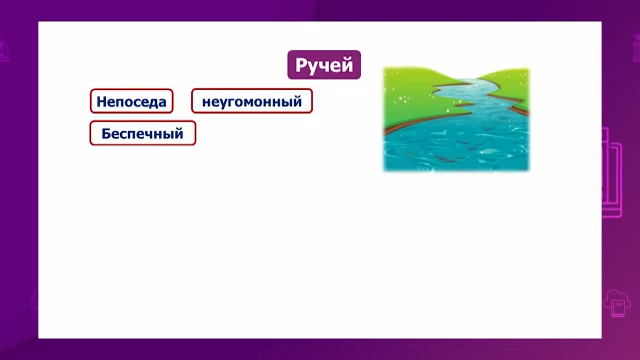 Ручей
Непоседа неугомонный
Беспечный